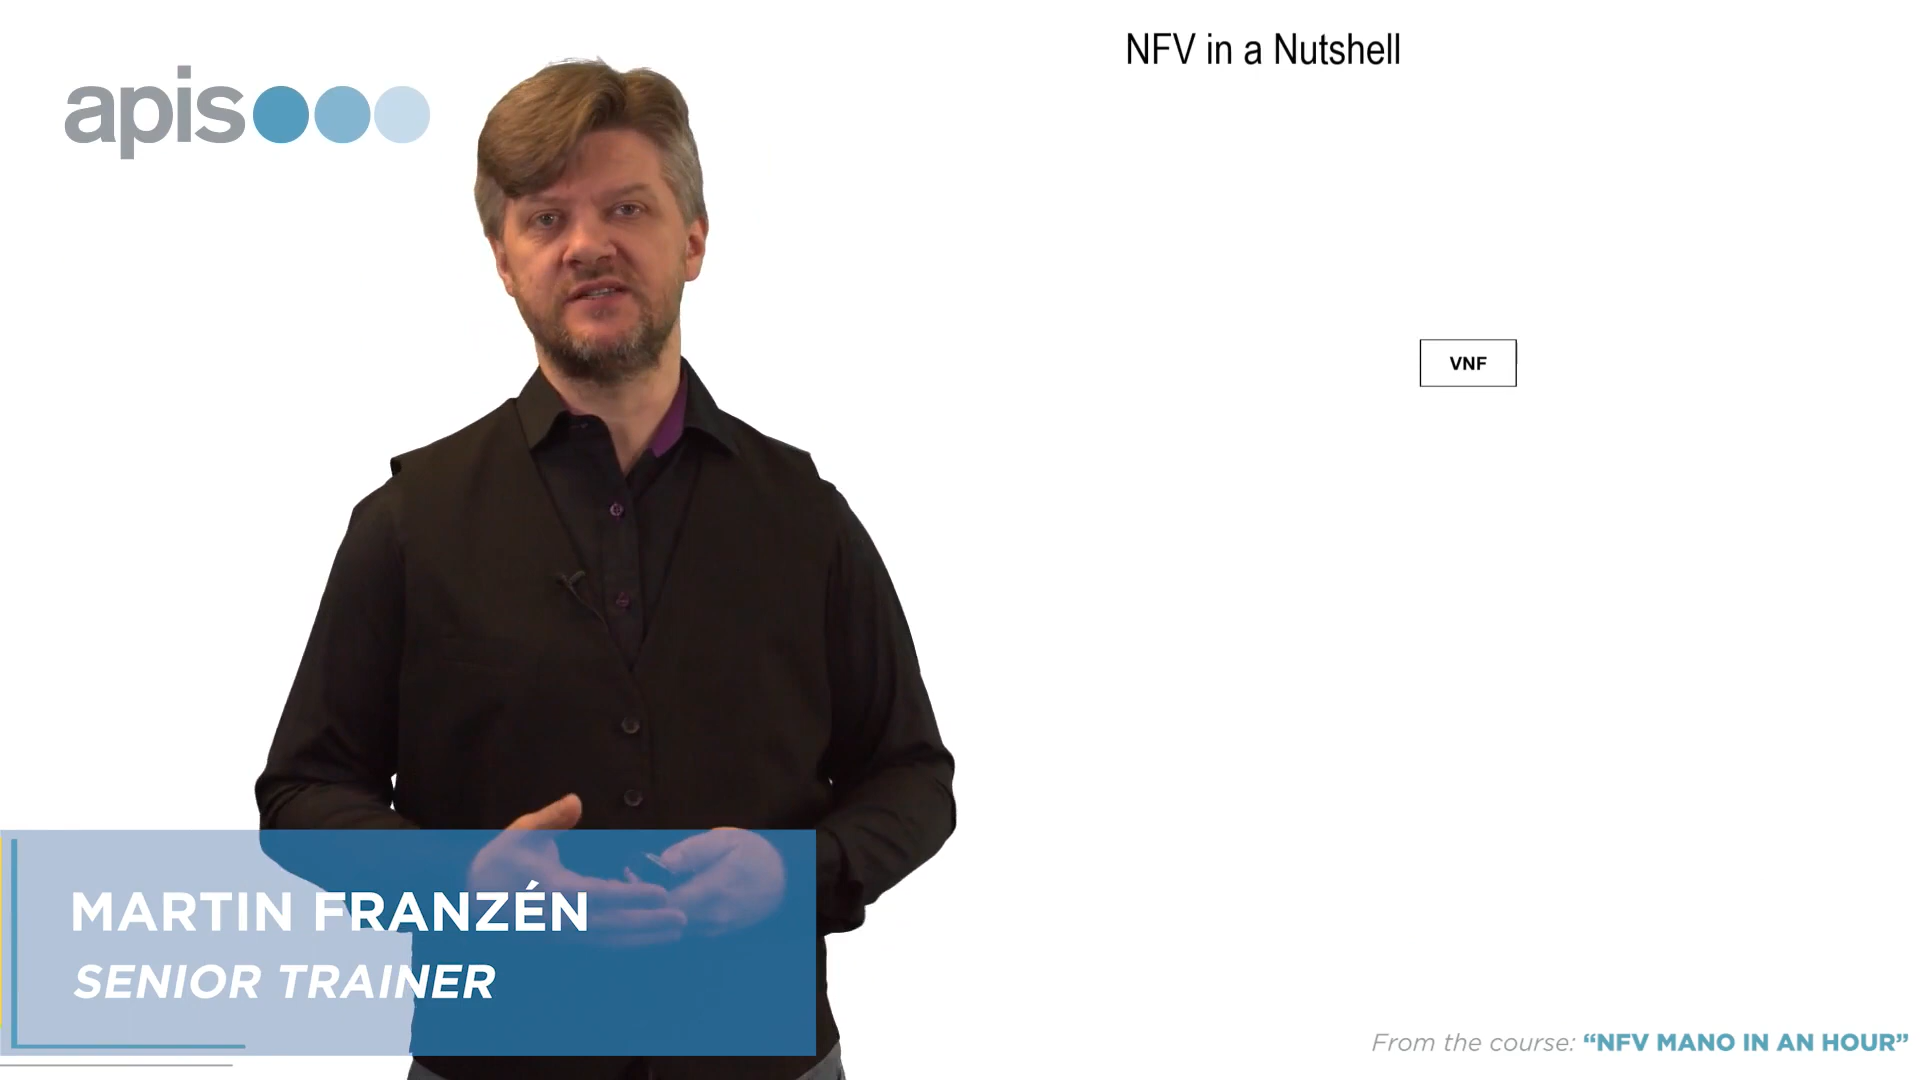 NFV in a Nutshell
apis
VNF
MARTIN FRANZÉN
SENIOR TRAINER
From the course: “NFV MANO IN AN HOUR”